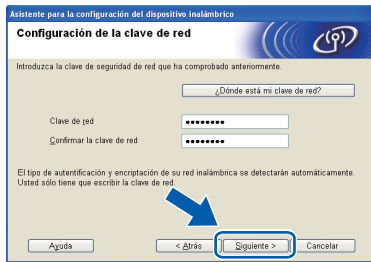 Asistente para la configuración del dispositivo inalámbrico
Configuración de la clave de red
Introduzca la clave de seguridad de red que ha comprobado anteriormente.
¿Dónde está mi clave de red?
Clave de red
Confirmar la clave de red
El tipo de autentificación y encriptación de su red inalámbrica se detectarán automáticamente.
Usted sólo tiene que escribir la clave de red.
Ayuda
< Atrás
Siguiente >
Cancelar